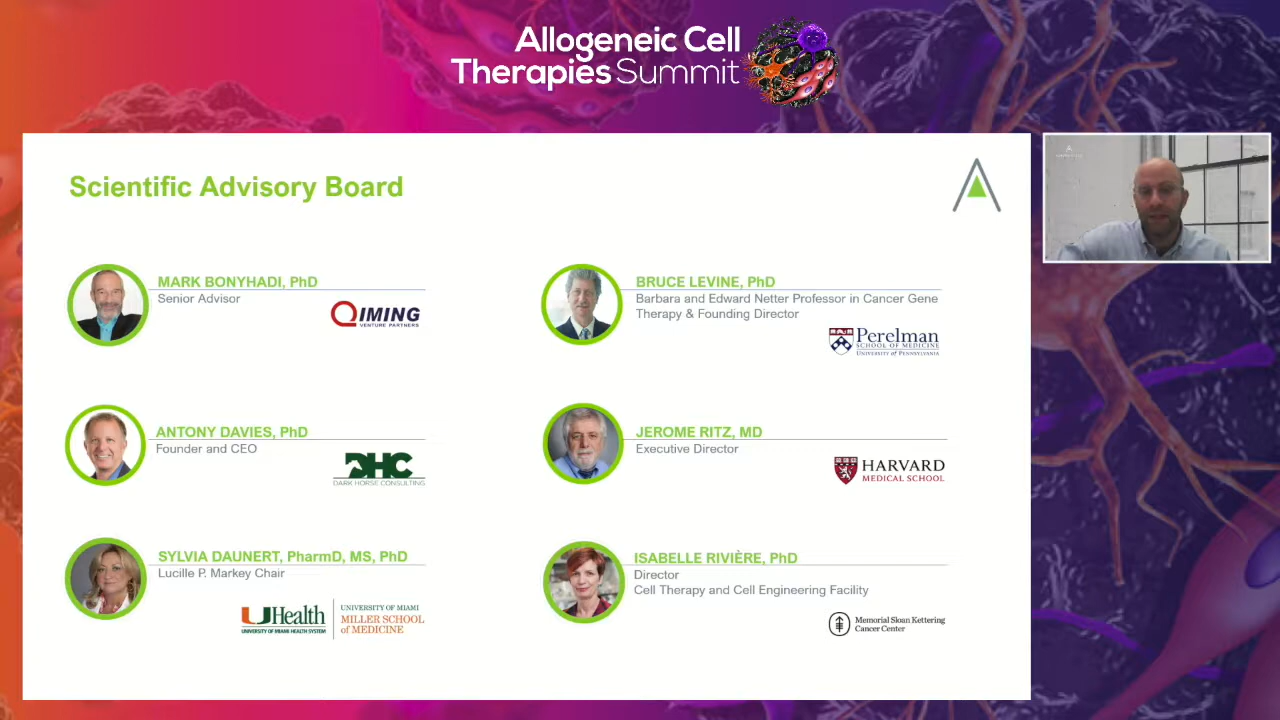 Allogeneic Cell
Therapies Summit
Scientific Advisory Board
MARK BONYHADI, PhD
Senior Advisor
QIMING
VENTURE PARTNERS
BRUCE LEVINE, PhD
Barbara and Edward Netter Professor in Cancer Gene
Therapy & Founding Director
Perelman
SCHOOL OF MEDICINE
UNIVERSITY OF PENNSYLVANIA
ANTONY DAVIES, PhD
Founder and CEO
DHC
DARK HORSE CONSULTING
JEROME RITZ, MD
Executive Director
HARVARD
MEDICAL SCHOOL
SYLVIA DAUNERT, PharmD, MS, PhD
Lucille P. Markey Chair
UHealth
UNIVERSITY OF MIAMI HEALTH SYSTEM
UNIVERSITY OF MIAMI
MILLER SCHOOL
of MEDICINE
ISABELLE RIVIÈRE, PhD
Director
Cell Therapy and Cell Engineering Facility
Memorial Sloan Kettering
Cancer Center